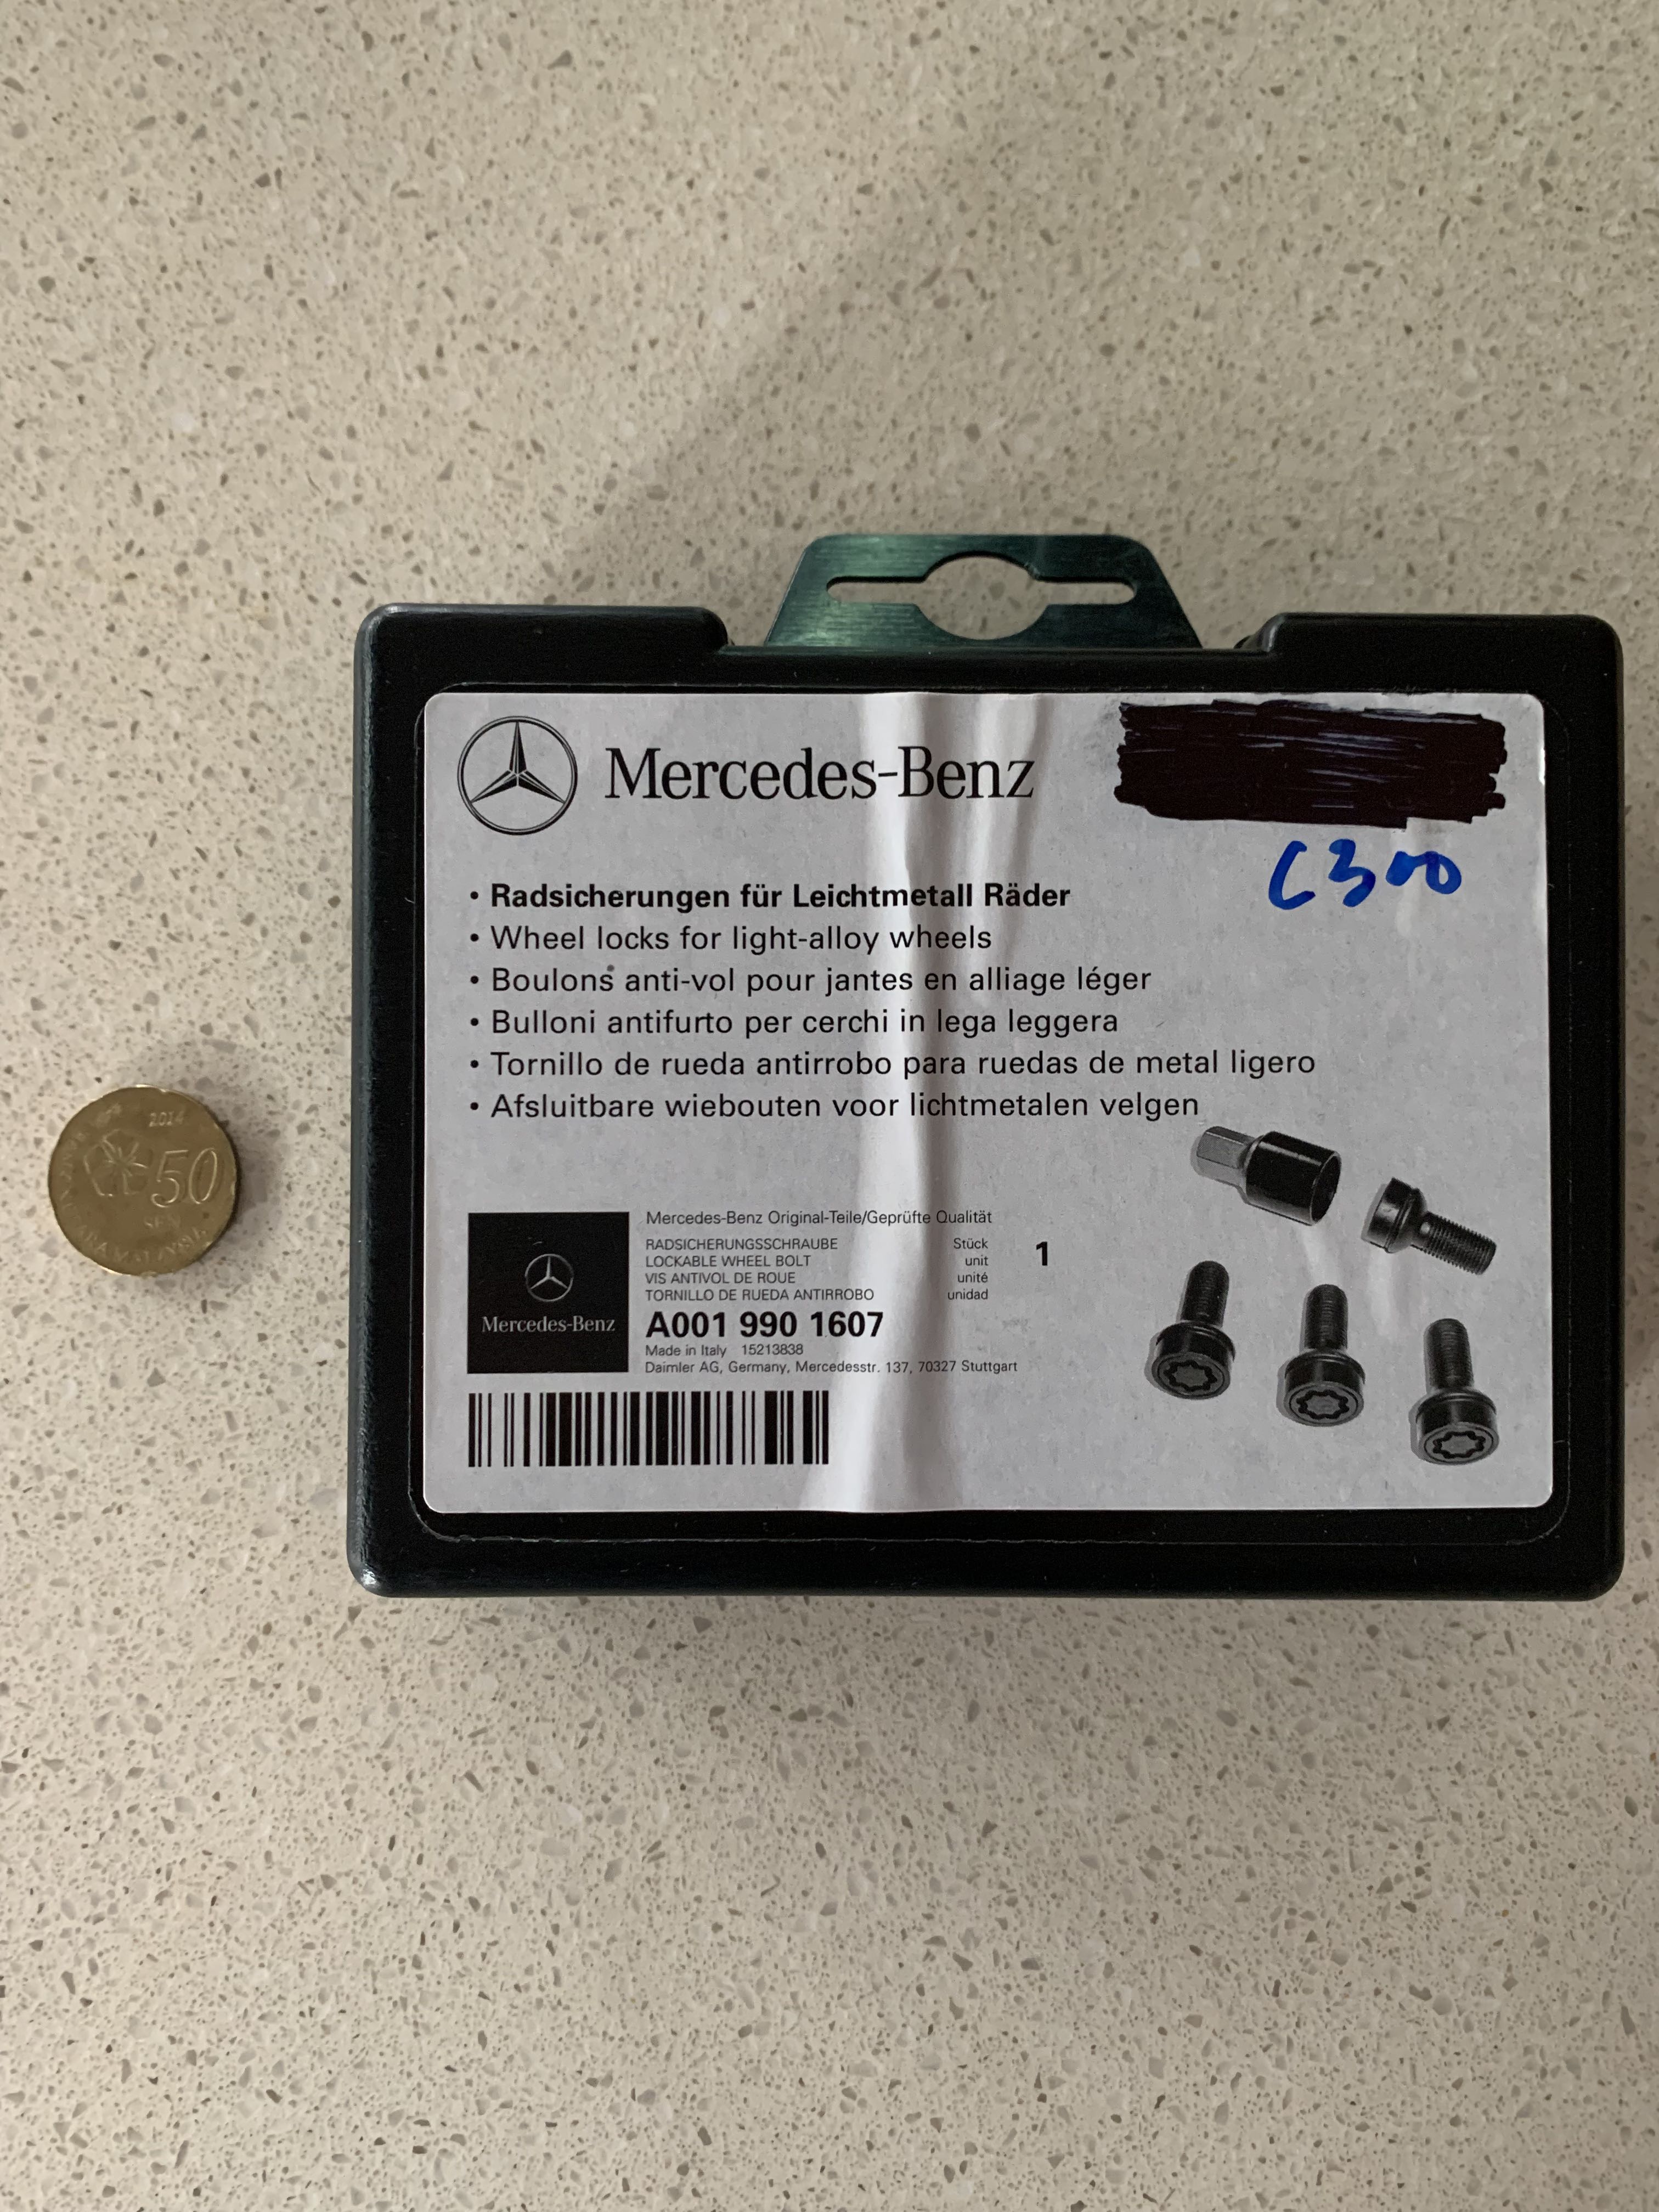 Mercedes-Benz
C300
• Radsicherungen für Leichtmetall Räder
• Wheel locks for light-alloy wheels
• Boulons anti-vol pour jantes en alliage léger
• Bulloni antifurto per cerchi in lega leggera
• Tornillo de rueda antirrobo para ruedas de metal ligero
• Afsluitbare wiebouten voor lichtmetalen velgen
Mercedes-Benz Original-Teile/Geprüfte Qualität
RADSICHERUNGSSCHRAUBE Stück 1
LOCKABLE WHEEL BOLT unit
VIS ANTIVOL DE ROUE unité
TORNILLO DE RUEDA ANTIRROBO unidad
A001 990 1607
Made in Italy 15213838
Daimler AG, Germany, Mercedesstr. 137, 70327 Stuttgart
Mercedes-Benz
2014
50
SEN